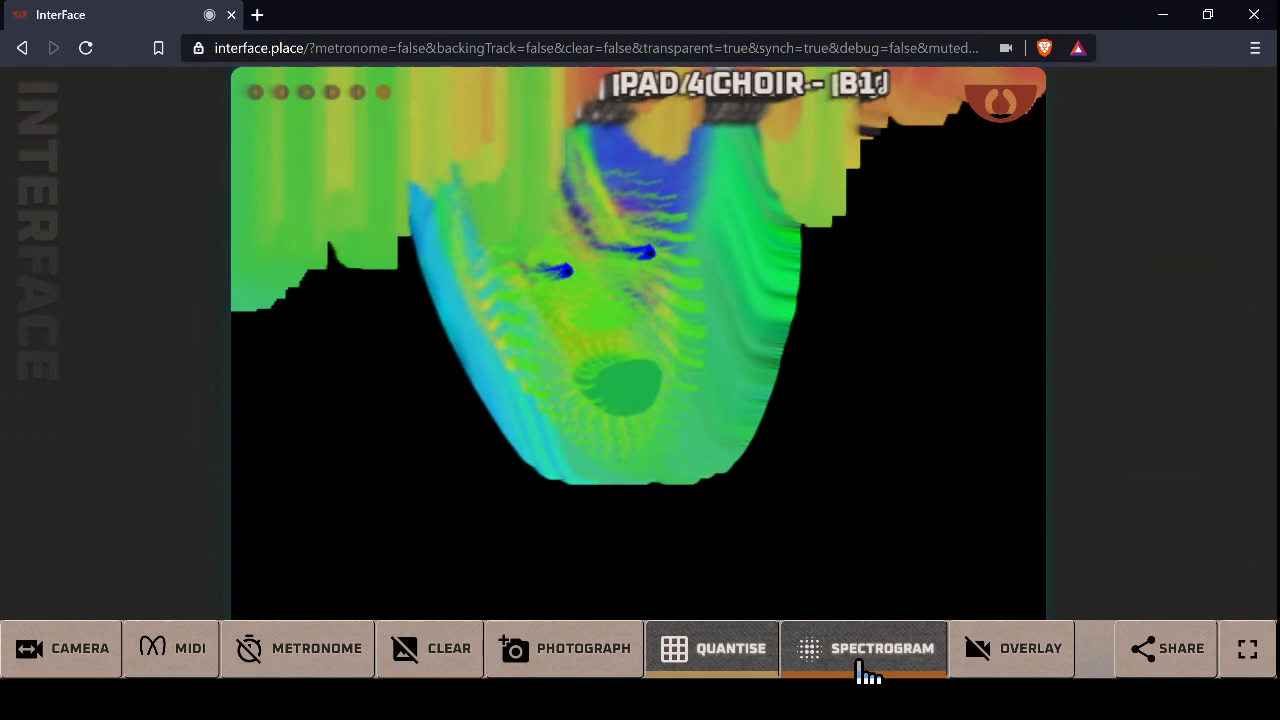 InterFace
interface.place/?metronome=false&backingTrack=false&clear=false&transparent=true&synch=true&debug=false&muted...
INTERFACE
PAD 4 CHOIR - B1
CAMERA
MIDI
METRONOME
CLEAR
PHOTOGRAPH
QUANTISE
SPECTROGRAM
OVERLAY
SHARE